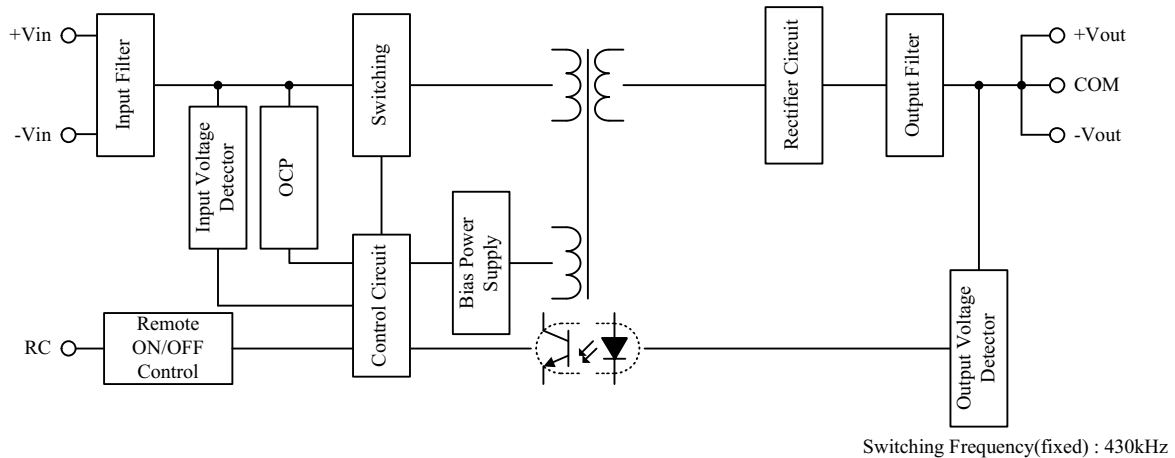 +Vin
-Vin
Input Filter
Switching
Rectifier Circuit
Output Filter
+Vout
COM
-Vout
Input Voltage
Detector
OCP
Control Circuit
Bias Power
Supply
Output Voltage
Detector
RC
Remote
ON/OFF
Control
Switching Frequency(fixed) : 430kHz